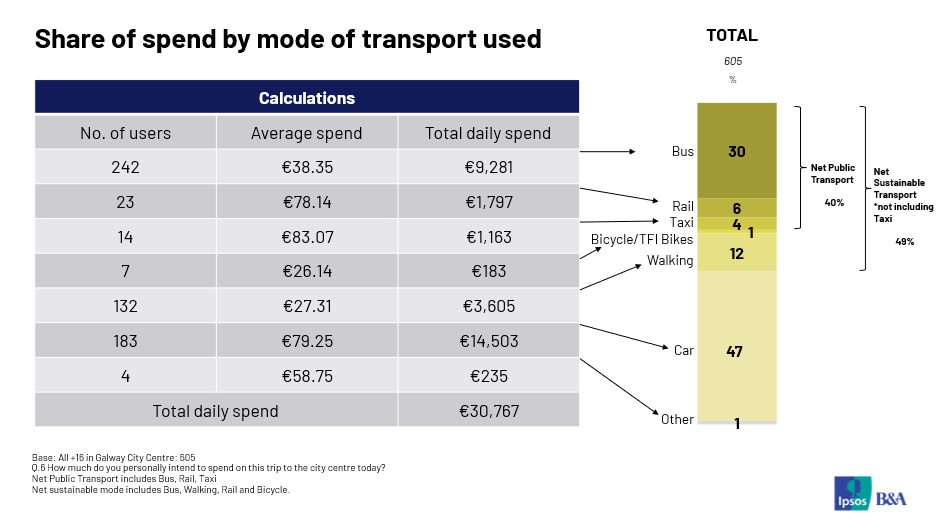 Share of spend by mode of transport used
TOTAL
605
%
Calculations
No. of users Average spend Total daily spend
242 €38.35 €9,281
23 €78.14 €1,797
14 €83.07 €1,163
7 €26.14 €183
132 €27.31 €3,605
183 €79.25 €14,503
4 €58.75 €235
Total daily spend €30,767
Bus 30
Rail 6
Taxi 4
Bicycle/TFI Bikes 1
Walking 12
Car 47
Other 1
Net Public
Transport
40%
Net
Sustainable
Transport
*not including
Taxi
49%
Base: All +16 in Galway City Centre: 605
Q.6 How much do you personally intend to spend on this trip to the city centre today?
Net Public Transport includes Bus, Rail, Taxi
Net sustainable mode includes Bus, Walking, Rail and Bicycle.
Ipsos B&A